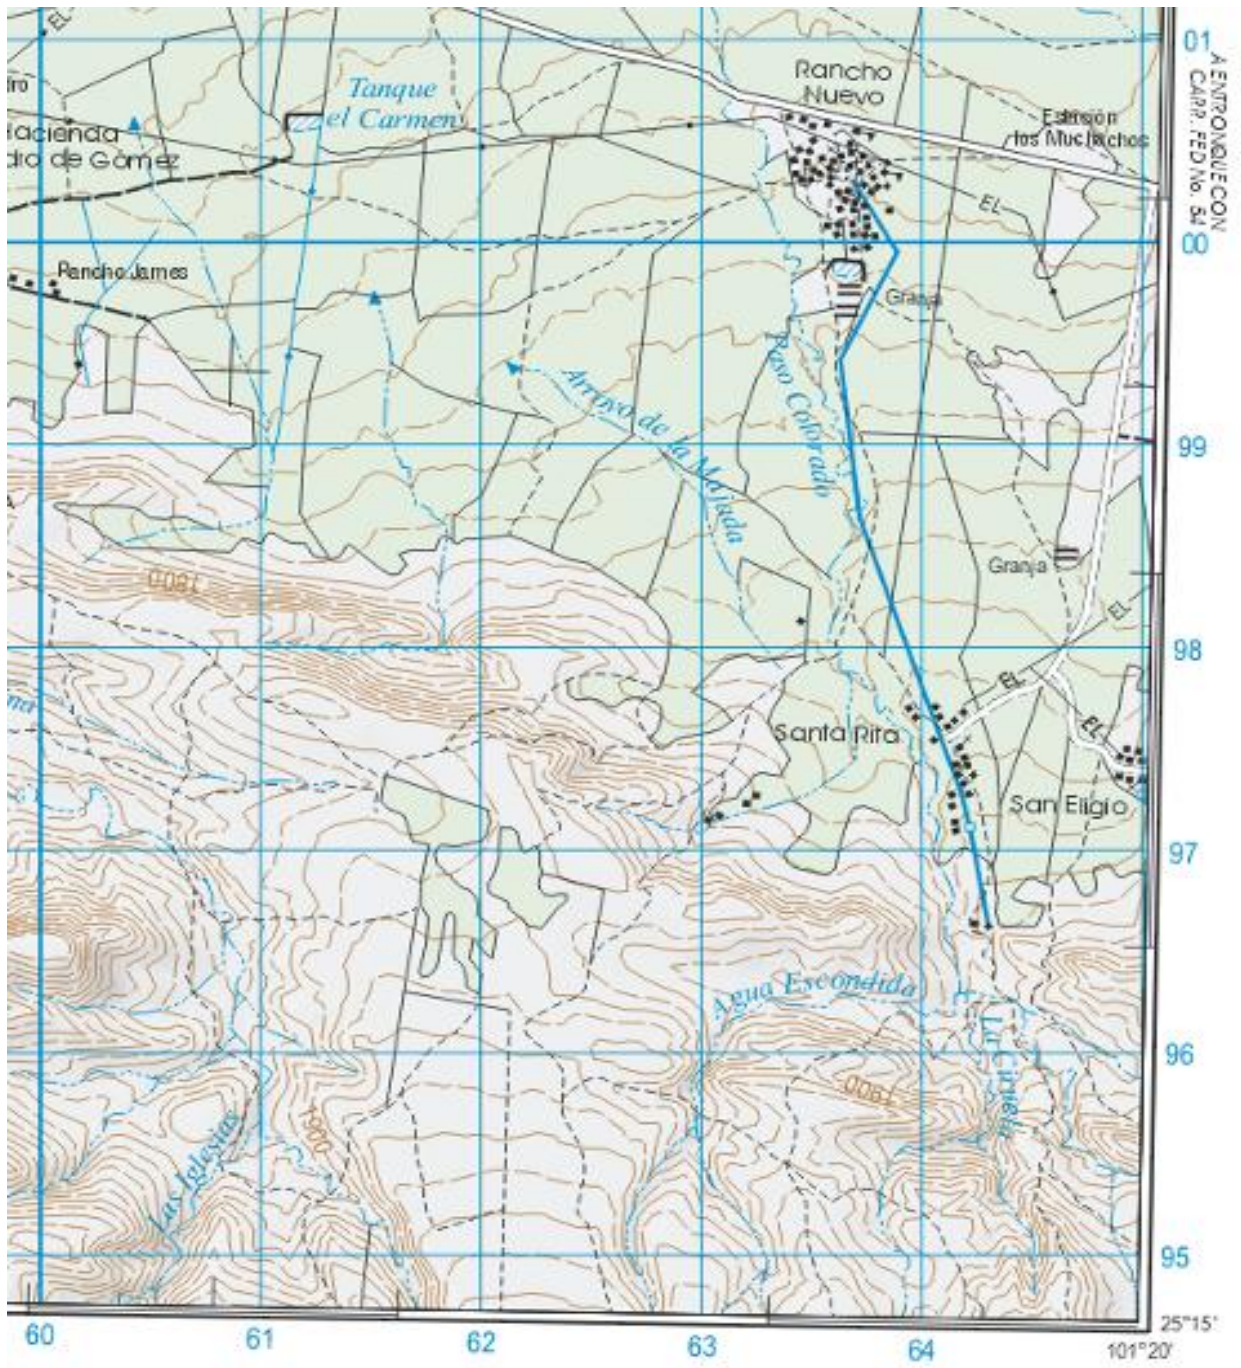 EL
01
Rancho
Nuevo
Tanque
el Carmen
Estación
los Muchachos
A ENTRONQUE CON
CARR. FED No. 54
Hacienda
dro de Gómez
EL
00
Rancho James
Granja
Paso Colorado
Arroyo de la Majada
99
Granja
1800
EL
98
EL
Santa Rita
EL
San Eligio
97
Agua Escondida
La Ciruela
96
1800
1900
Las Iglesias
95
60
61
62
63
64
25°15'
101°20'